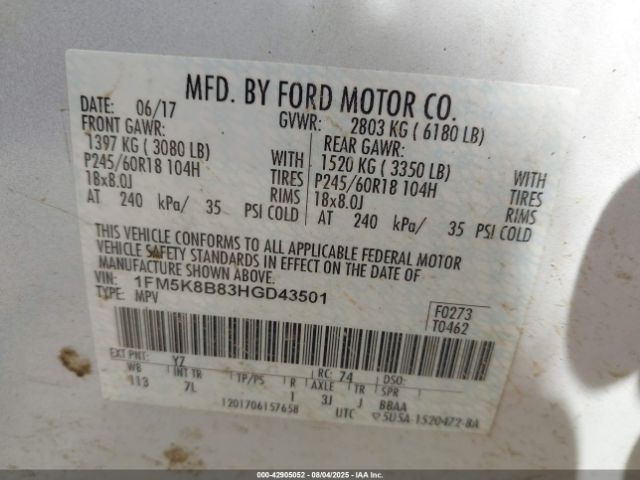 MFD. BY FORD MOTOR CO.
DATE: 06/17 GVWR: 2803 KG ( 6180 LB)
FRONT GAWR: REAR GAWR:
1397 KG ( 3080 LB) WITH 1520 KG ( 3350 LB) WITH
P245/60R18 104H TIRES P245/60R18 104H TIRES
18x8.0J RIMS 18x8.0J RIMS
AT 240 kPa/ 35 PSI COLD AT 240 kPa/ 35 PSI COLD
THIS VEHICLE CONFORMS TO ALL APPLICABLE FEDERAL MOTOR
VEHICLE SAFETY STANDARDS IN EFFECT ON THE DATE OF
MANUFACTURE SHOWN ABOVE.
VIN: 1FM5K8B83HGD43501
TYPE: MPV
F0273
T0462
EXT PNT: YZ RC: 74 DSO:
WB INT TR TP/PS R AXLE TR SPR
113 7L 1 3J J BBAA
1201706157658 UTC 5USA-1520472-BA
000-42905052 - 08/04/2025 - IAAI.com